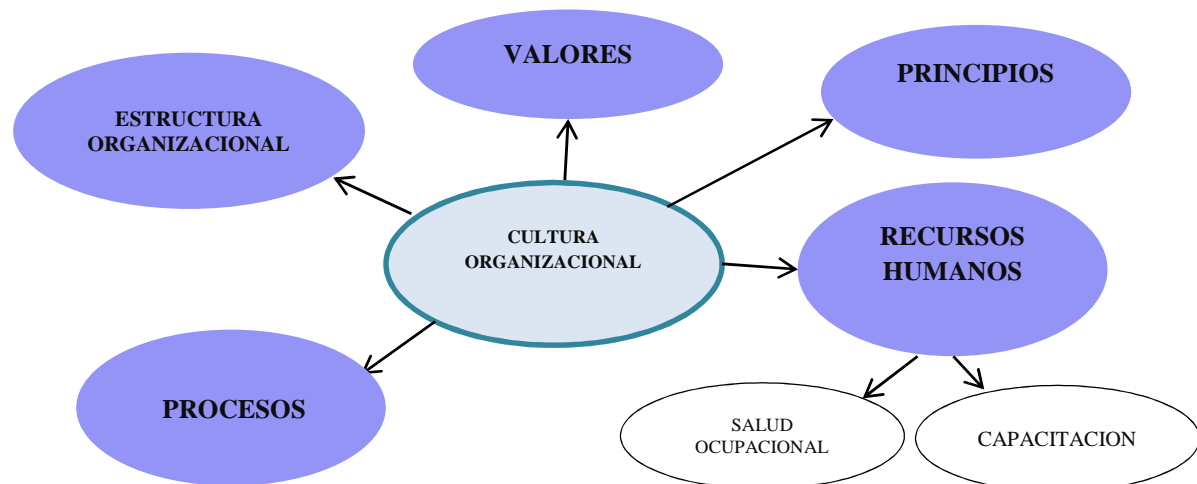 VALORES
PRINCIPIOS
ESTRUCTURA
ORGANIZACIONAL
CULTURA
ORGANIZACIONAL
RECURSOS
HUMANOS
PROCESOS
SALUD
OCUPACIONAL
CAPACITACION